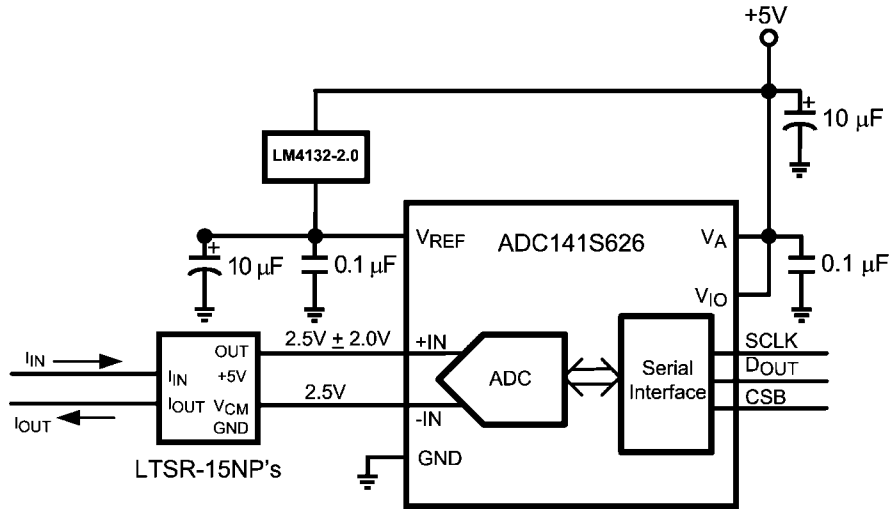 +5V
+
10 µF
LM4132-2.0
VREF
ADC141S626
VA
+
10 µF
0.1 µF
0.1 µF
VIO
IIN
OUT
2.5V ± 2.0V
+IN
SCLK
IIN
+5V
ADC
Serial
Interface
DOUT
IOUT
VCM
2.5V
CSB
IOUT
GND
-IN
GND
LTSR-15NP's